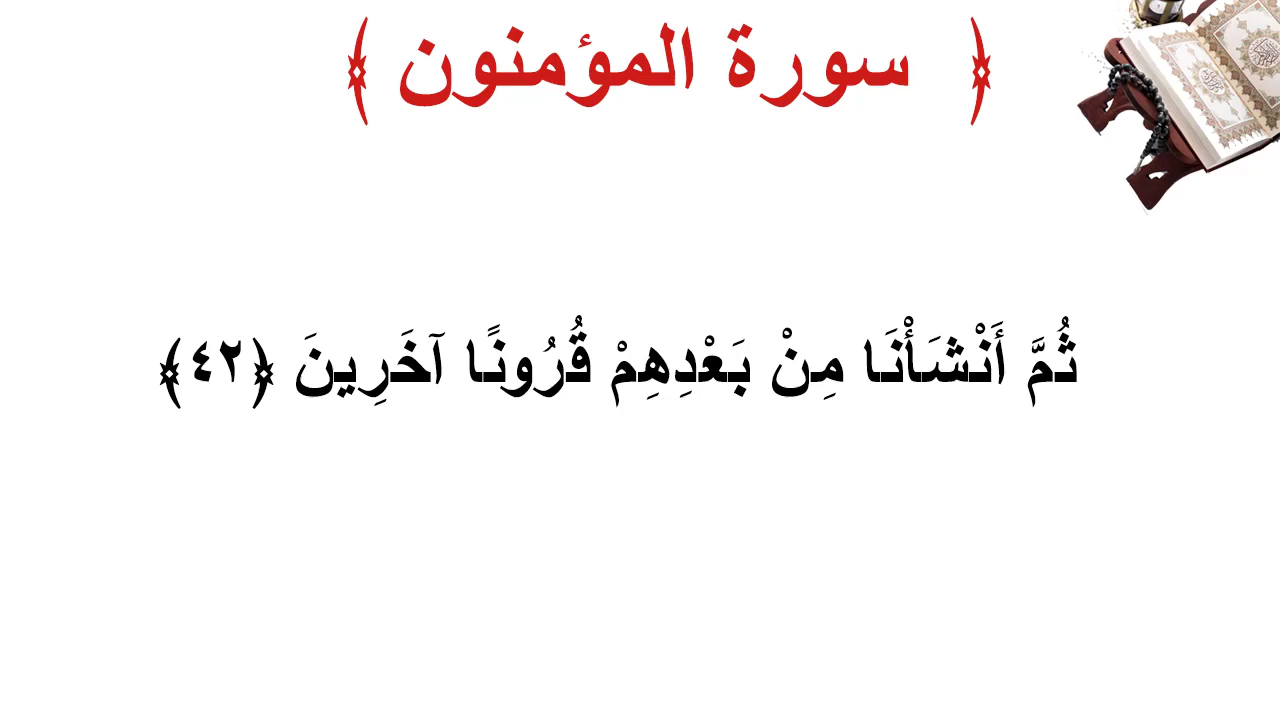 ﴿ سورة المؤمنون ﴾
ثُمَّ أَنْشَأْنَا مِنْ بَعْدِهِمْ قُرُونًا آخَرِينَ ﴿٤٢﴾